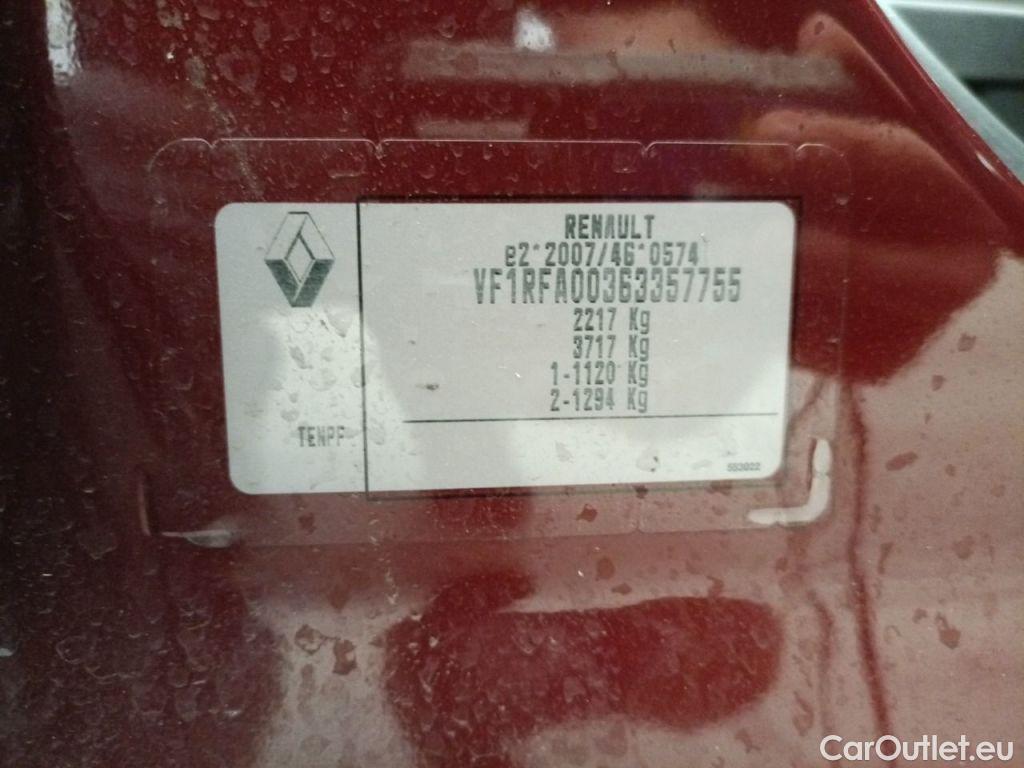 RENAULT
e2*2007/46*0574
VF1RFA00363357755
2217 Kg
3717 Kg
1-1120 Kg
2-1294 Kg
TENPF
553022
CarOutlet.eu